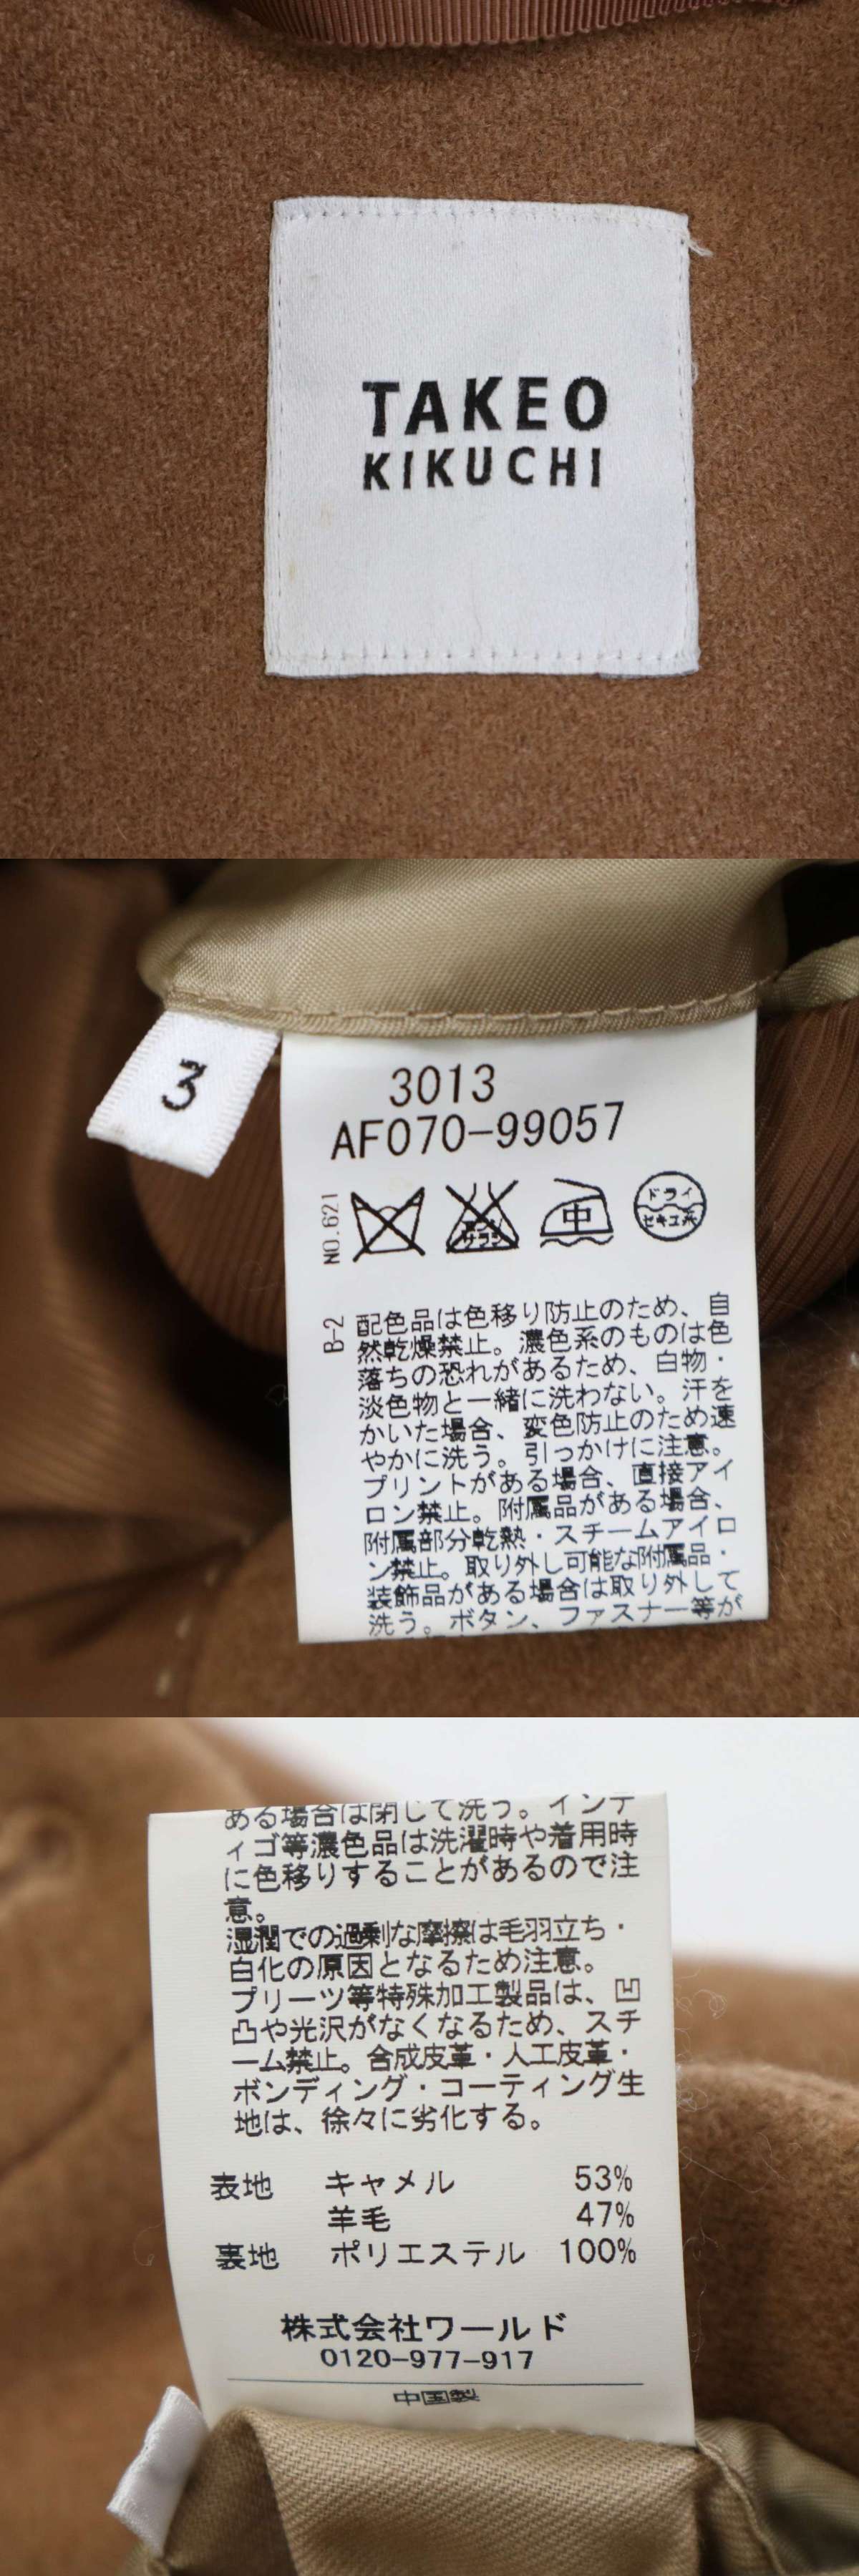 TAKEO
KIKUCHI
3
3013
AF070-99057
NO.621
中
ドライ
セキユ系
B-2
配色品は色移り防止のため、自
然乾燥禁止。濃色系のものは色
落ちの恐れがあるため、白物・
淡色物と一緒に洗わない。汗を
かいた場合、変色防止のため速
やかに洗う。引っかけに注意。
プリントがある場合、直接アイ
ロン禁止。附属品がある場合、
附属部分乾熱・スチームアイロ
ン禁止。取り外し可能な附属品・
装飾品がある場合は取り外して
洗う。ボタン、ファスナー等が
ある場合は閉じて洗う。インデ
ィゴ等濃色品は洗濯時や着用時
に色移りすることがあるので注
意。
湿潤での過剰な摩擦は毛羽立ち・
白化の原因となるため注意。
プリーツ等特殊加工製品は、凹
凸や光沢がなくなるため、スチ
ーム禁止。合成皮革・人工皮革・
ボンディング・コーティング生
地は、徐々に劣化する。
表地 キャメル 53%
羊毛 47%
裏地 ポリエステル 100%
株式会社ワールド
0120-977-917
中国製